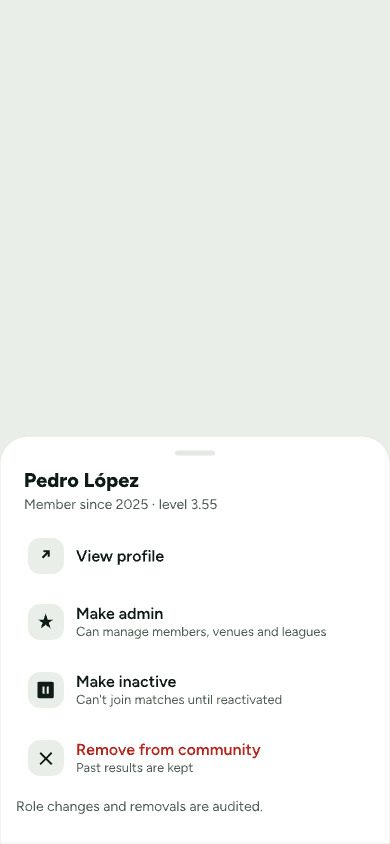 Pedro López
Member since 2025 · level 3.55
View profile
Make admin
Can manage members, venues and leagues
Make inactive
Can't join matches until reactivated
Remove from community
Past results are kept
Role changes and removals are audited.